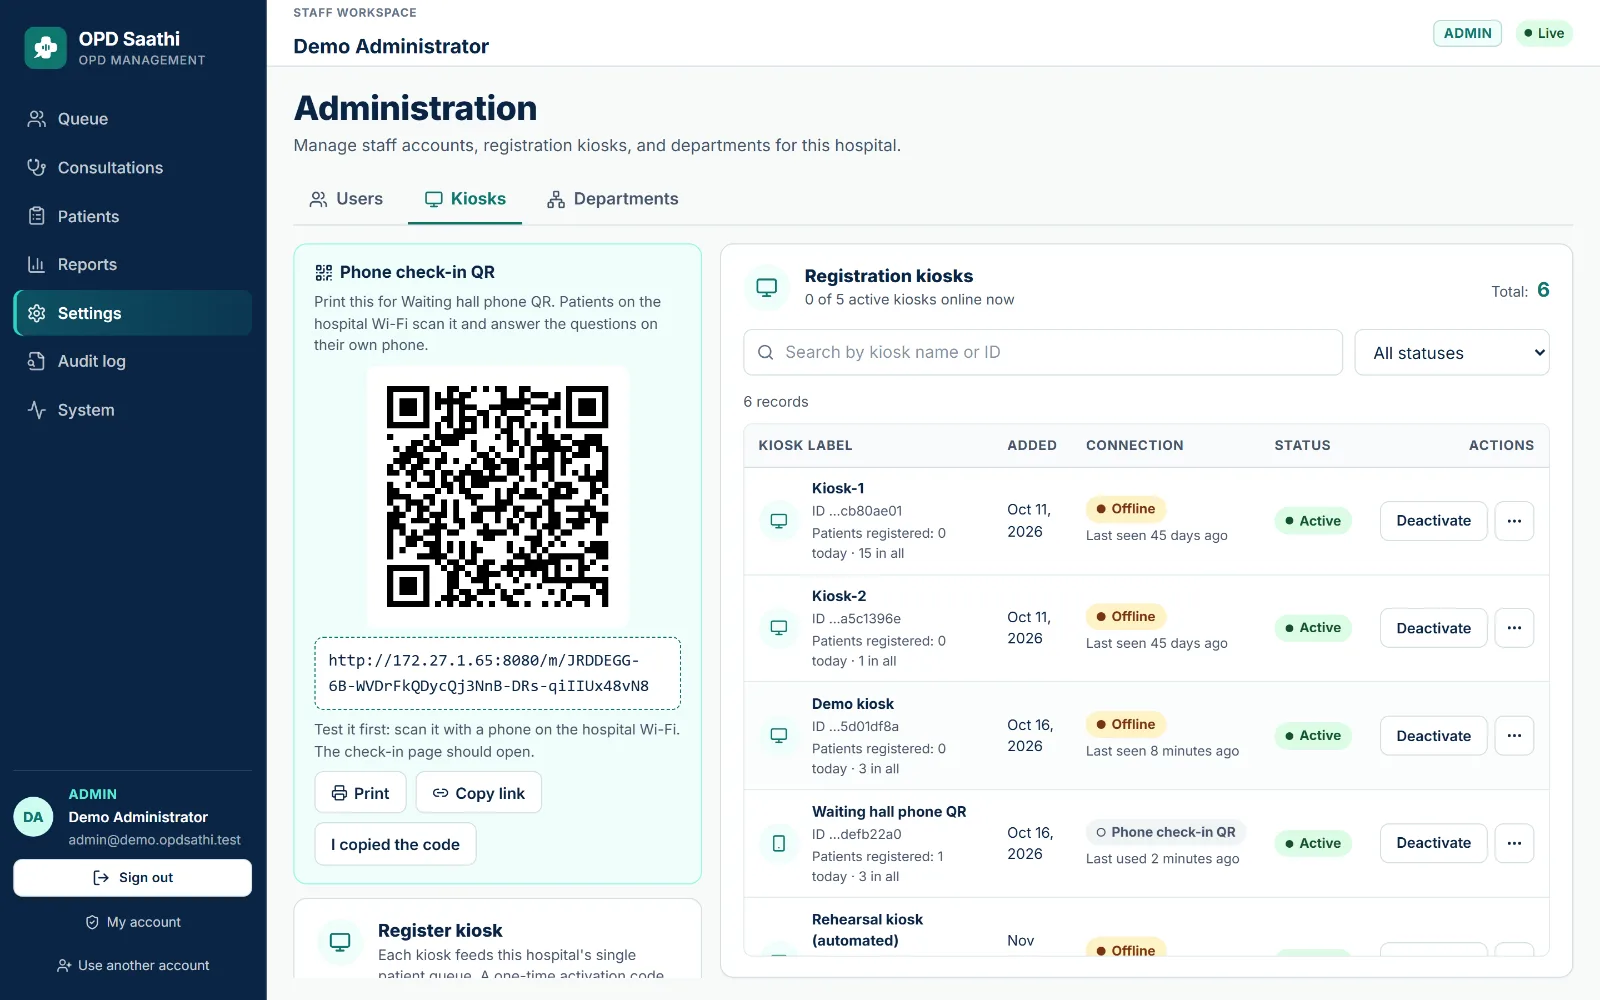 OPD Saathi
OPD MANAGEMENT
Queue
Consultations
Patients
Reports
Settings
Audit log
System
ADMIN
DA
Demo Administrator
admin@demo.opdsathi.test
Sign out
My account
Use another account
STAFF WORKSPACE
Demo Administrator
ADMIN
Live
Administration
Manage staff accounts, registration kiosks, and departments for this hospital.
Users
Kiosks
Departments
Phone check-in QR
Print this for Waiting hall phone QR. Patients on the
hospital Wi-Fi scan it and answer the questions on
their own phone.
http://172.27.1.65:8080/m/JRDDEGG-
6B-WVDrFkQDycQj3NnB-DRs-qiIIUx48vN8
Test it first: scan it with a phone on the hospital Wi-Fi.
The check-in page should open.
Print
Copy link
I copied the code
Register kiosk
Each kiosk feeds this hospital's single
patient queue. A one-time activation code
Registration kiosks
0 of 5 active kiosks online now
Total: 6
Search by kiosk name or ID
All statuses
6 records
KIOSK LABEL ADDED CONNECTION STATUS ACTIONS
Kiosk-1
ID ...cb80ae01
Patients registered: 0
today · 15 in all
Oct 11,
2026
Offline
Last seen 45 days ago
Active
Deactivate
Kiosk-2
ID ...a5c1396e
Patients registered: 0
today · 1 in all
Oct 11,
2026
Offline
Last seen 45 days ago
Active
Deactivate
Demo kiosk
ID ...5d01df8a
Patients registered: 0
today · 3 in all
Oct 16,
2026
Offline
Last seen 8 minutes ago
Active
Deactivate
Waiting hall phone QR
ID ...defb22a0
Patients registered: 1
today · 3 in all
Oct 16,
2026
Phone check-in QR
Last used 2 minutes ago
Active
Deactivate
Rehearsal kiosk
(automated)
Nov
Offline